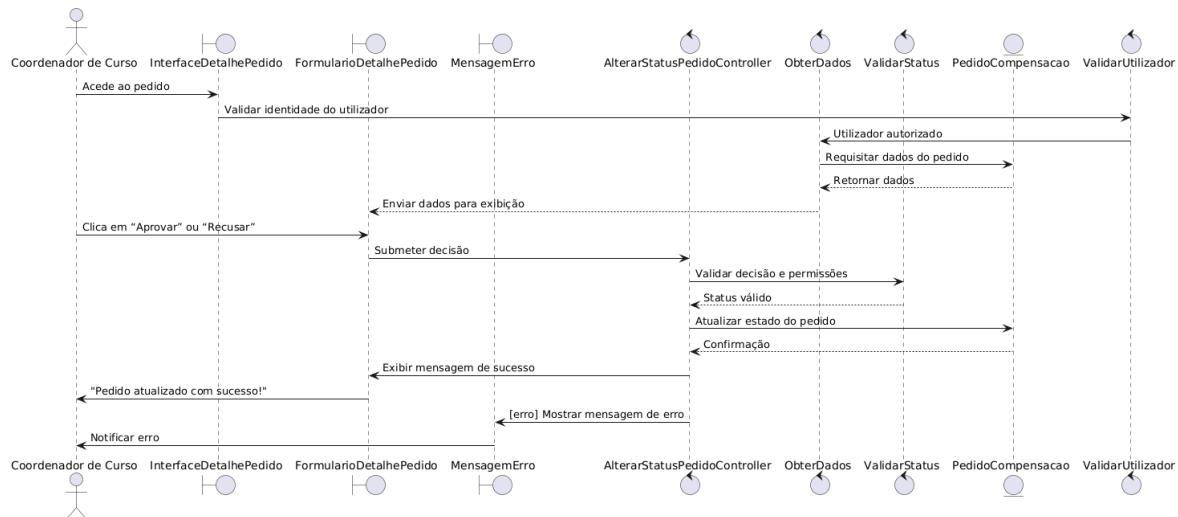 Coordenador de Curso InterfaceDetalhePedido FormularioDetalhePedido MensagemErro AlterarStatusPedidoController ObterDados ValidarStatus PedidoCompensacao ValidarUtilizador
Acede ao pedido
Validar identidade do utilizador
Utilizador autorizado
Requisitar dados do pedido
Retornar dados
Enviar dados para exibição
Clica em “Aprovar” ou “Recusar”
Submeter decisão
Validar decisão e permissões
Status válido
Atualizar estado do pedido
Confirmação
Exibir mensagem de sucesso
"Pedido atualizado com sucesso!"
[erro] Mostrar mensagem de erro
Notificar erro
Coordenador de Curso InterfaceDetalhePedido FormularioDetalhePedido MensagemErro AlterarStatusPedidoController ObterDados ValidarStatus PedidoCompensacao ValidarUtilizador